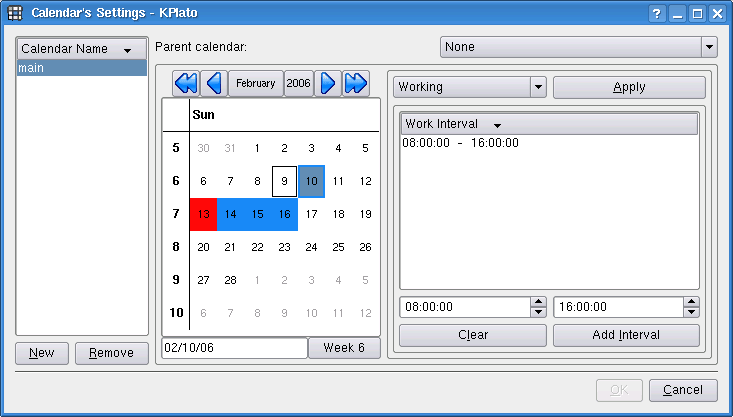 Calendar's Settings - KPlato
Calendar Name
main
New
Remove
Parent calendar:
None
February 2006
Sun
5 30 31 1 2 3 4 5
6 6 7 8 9 10 11 12
7 13 14 15 16 17 18 19
8 20 21 22 23 24 25 26
9 27 28 1 2 3 4 5
10 6 7 8 9 10 11 12
02/10/06
Week 6
Working
Apply
Work Interval
08:00:00 - 16:00:00
08:00:00
16:00:00
Clear
Add Interval
OK
Cancel